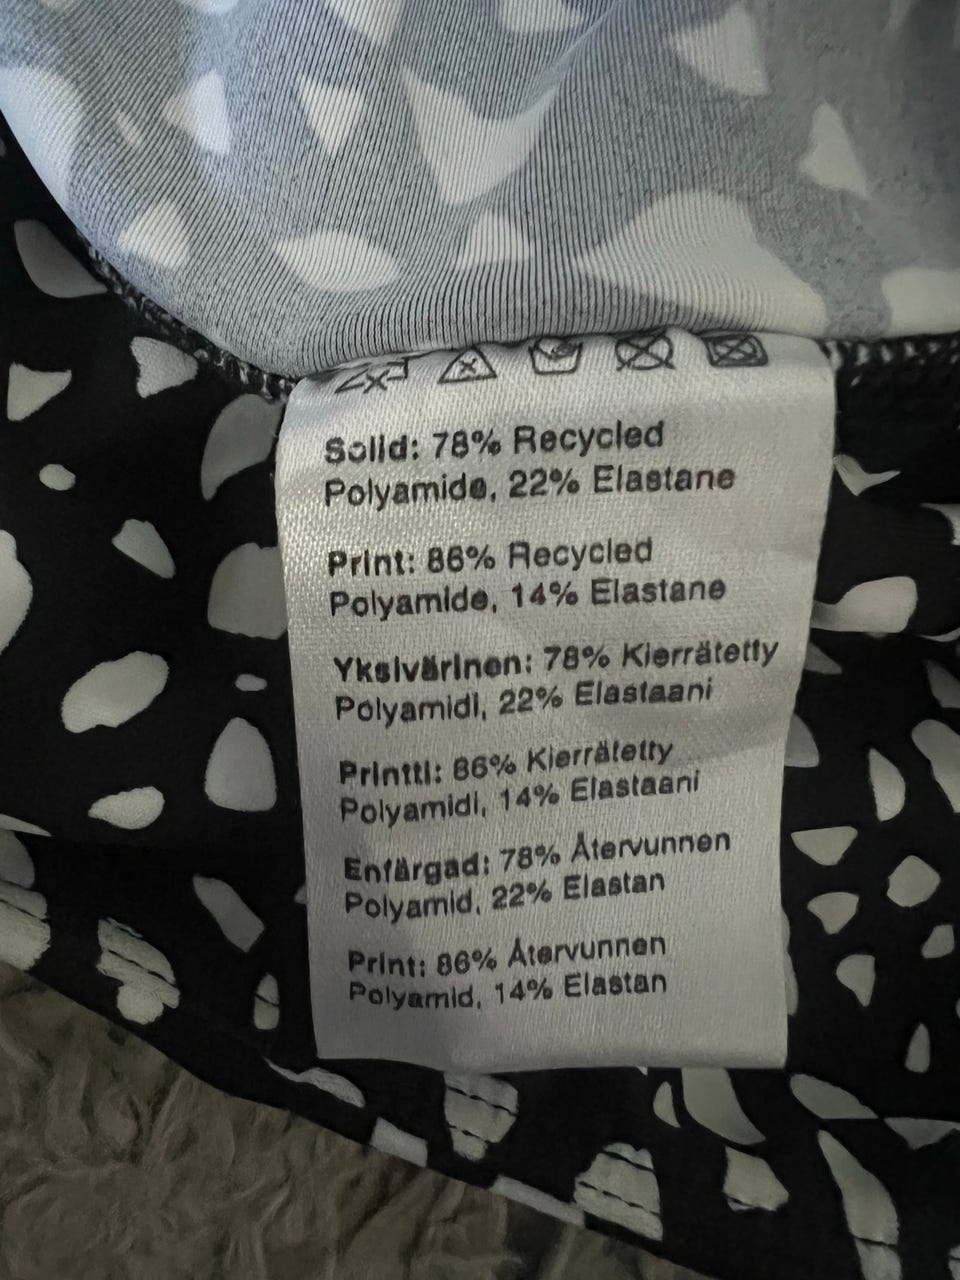 Solid: 78% Recycled
Polyamide, 22% Elastane
Print: 86% Recycled
Polyamide, 14% Elastane
Yksivärinen: 78% Kierrätetty
Polyamidi, 22% Elastaani
Printti: 86% Kierrätetty
Polyamidi, 14% Elastaani
Enfärgad: 78% Återvunnen
Polyamid, 22% Elastan
Print: 86% Återvunnen
Polyamid, 14% Elastan